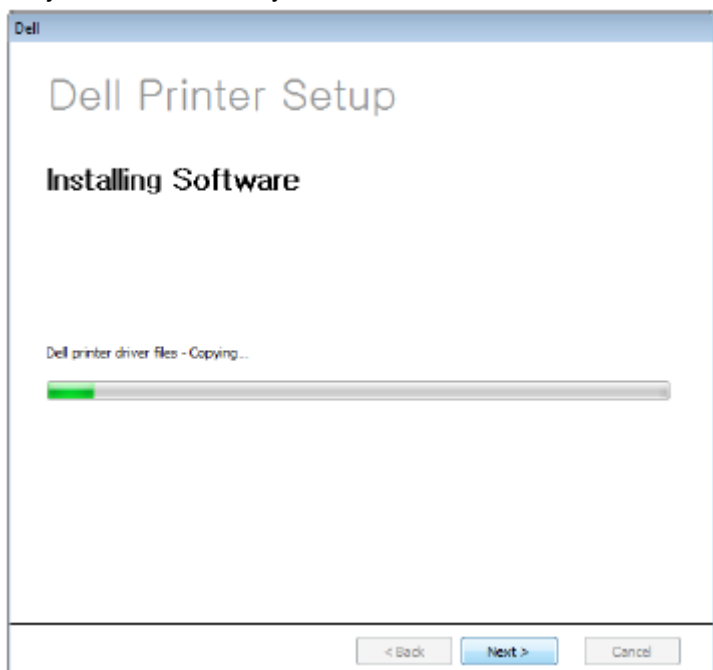 Dell
Dell Printer Setup
Installing Software
Dell printer driver files - Copying...
< Back Next > Cancel